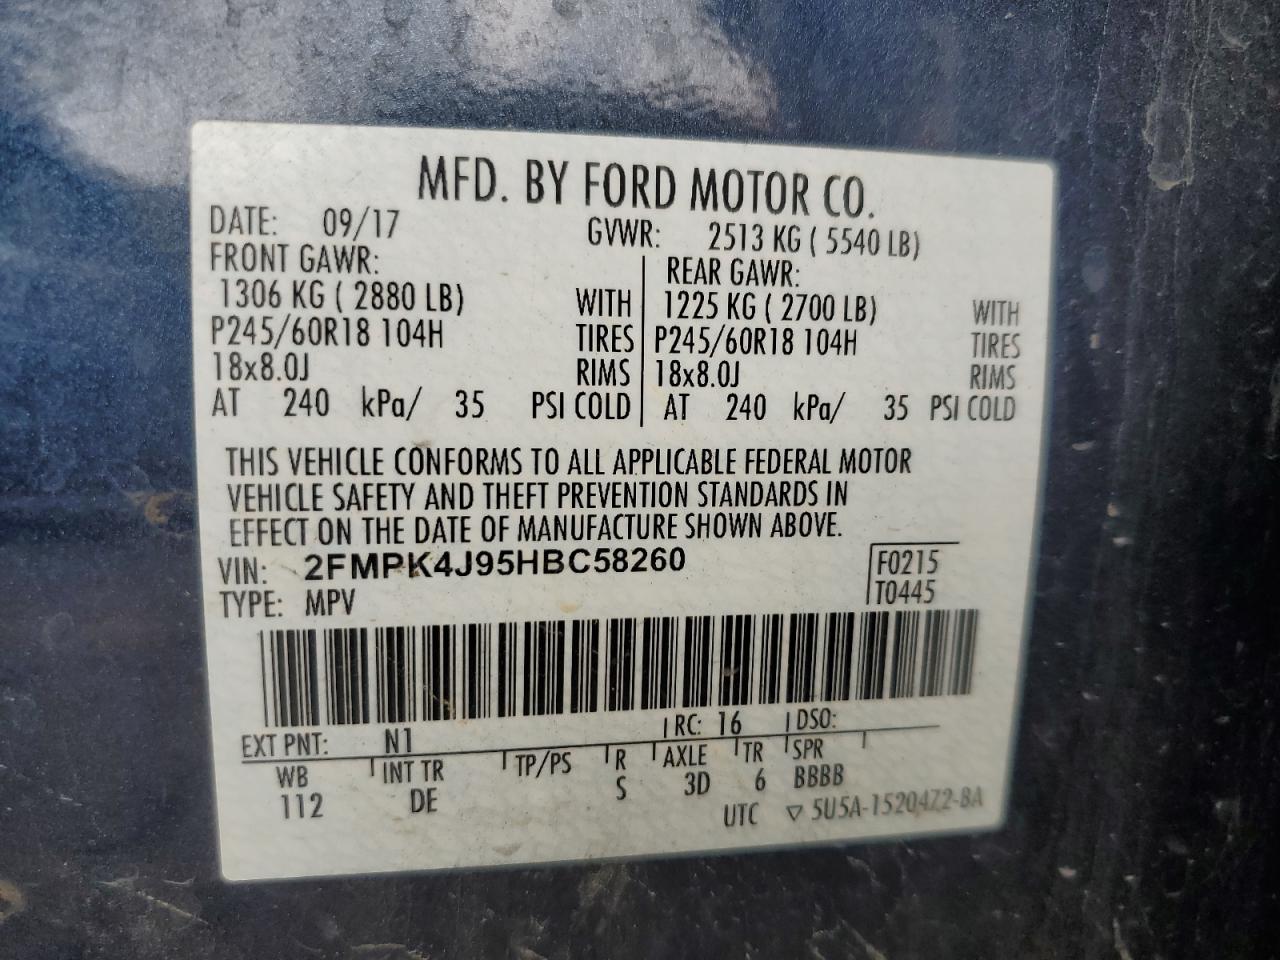 MFD. BY FORD MOTOR CO.
DATE: 09/17 GVWR: 2513 KG ( 5540 LB)
FRONT GAWR: REAR GAWR:
1306 KG ( 2880 LB) WITH 1225 KG ( 2700 LB) WITH
P245/60R18 104H TIRES P245/60R18 104H TIRES
18x8.0J RIMS 18x8.0J RIMS
AT 240 kPa/ 35 PSI COLD AT 240 kPa/ 35 PSI COLD
THIS VEHICLE CONFORMS TO ALL APPLICABLE FEDERAL MOTOR
VEHICLE SAFETY AND THEFT PREVENTION STANDARDS IN
EFFECT ON THE DATE OF MANUFACTURE SHOWN ABOVE.
VIN: 2FMPK4J95HBC58260 F0215
TYPE: MPV T0445
EXT PNT: N1 RC: 16 DSO:
WB INT TR TP/PS R AXLE TR SPR
112 DE S 3D 6 BBBB
UTC ▽ 5U5A-15204Z2-BA